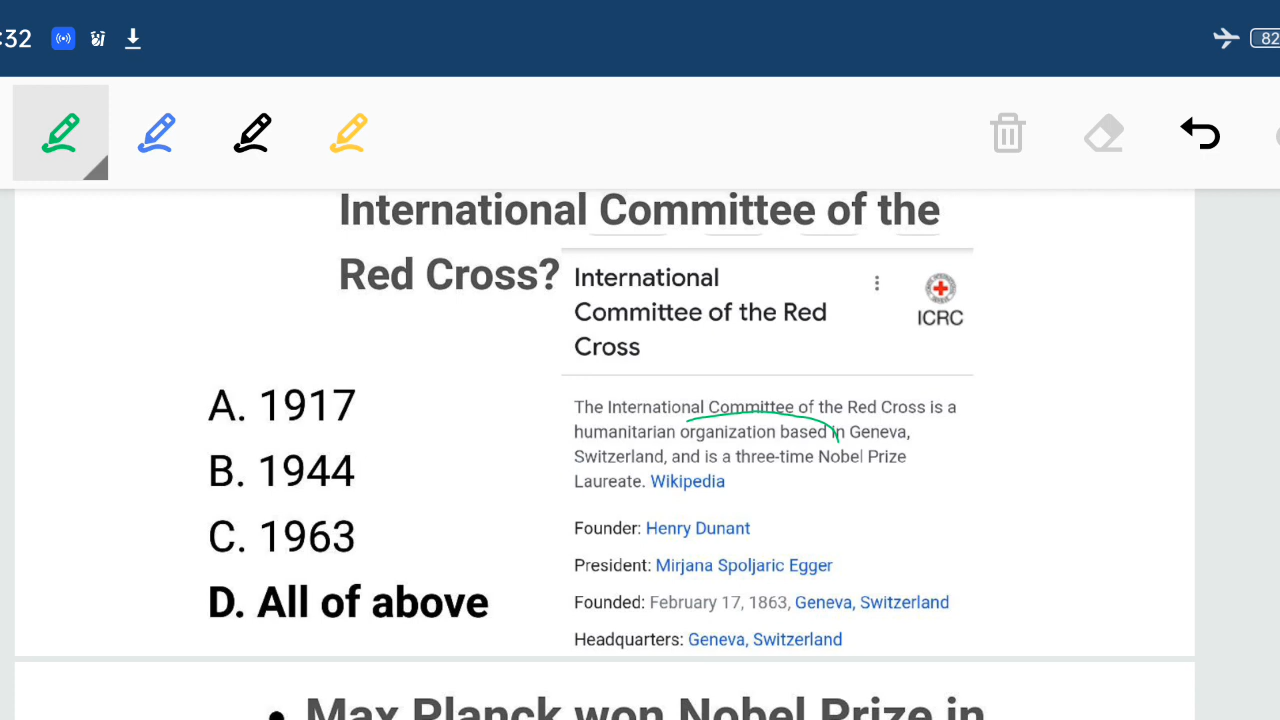 :32
82
International Committee of the
Red Cross?
International
Committee of the Red
Cross
ICRC
A. 1917
B. 1944
C. 1963
D. All of above
The International Committee of the Red Cross is a
humanitarian organization based in Geneva,
Switzerland, and is a three-time Nobel Prize
Laureate. Wikipedia
Founder: Henry Dunant
President: Mirjana Spoljaric Egger
Founded: February 17, 1863, Geneva, Switzerland
Headquarters: Geneva, Switzerland
• Max Planck won Nobel Prize in